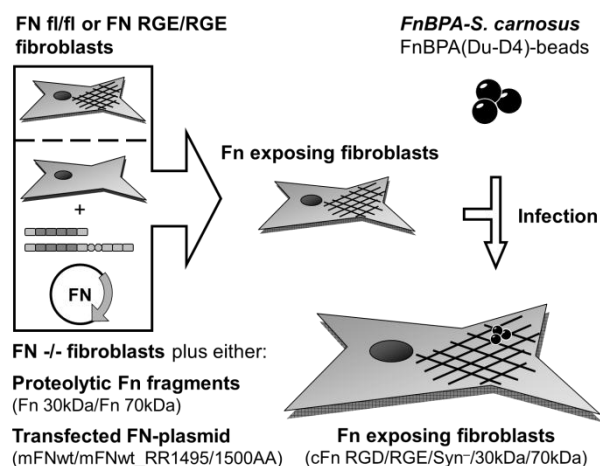 FN fl/fl or FN RGE/RGE
fibroblasts
FnBPA-S. carnosus
FnBPA(Du-D4)-beads
Fn exposing fibroblasts
+
Infection
FN
FN -/- fibroblasts plus either:
Proteolytic Fn fragments
(Fn 30kDa/Fn 70kDa)
Transfected FN-plasmid
(mFNwt/mFNwt_RR1495/1500AA)
Fn exposing fibroblasts
(cFn RGD/RGE/Syn⁻/30kDa/70kDa)